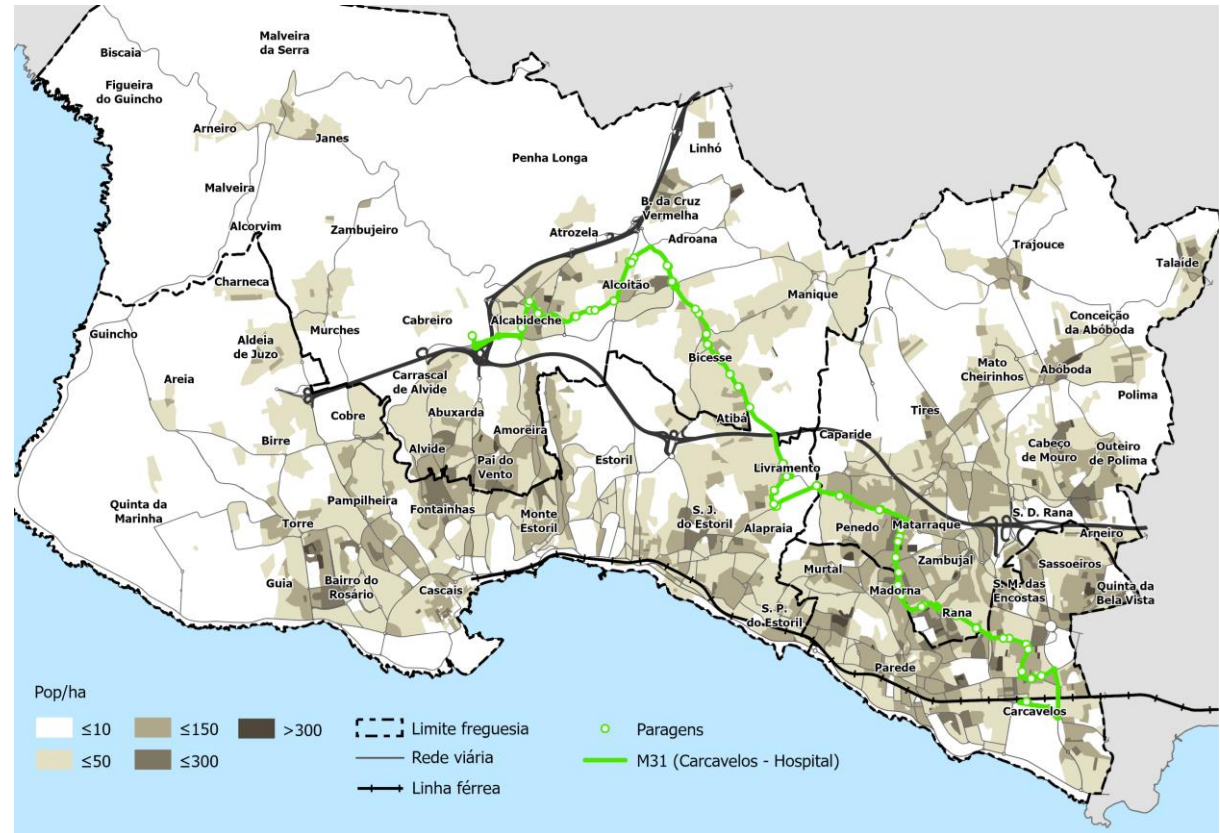 Malveira
da Serra
Biscaia
Figueira
do Guincho
Arneiro
Janes
Penha Longa
Linhó
Malveira
B. da Cruz
Vermelha
Alcorvim
Zambujeiro
Atrozela
Adroana
Trajouce
Talaíde
Charneca
Alcoitão
Manique
Guincho
Murches
Cabreiro
Alcabideche
Conceição
da Abóboda
Aldeia
de Juzo
Bicesse
Areia
Carrascal
de Alvide
Mato
Cheirinhos
Abóboda
Cobre
Abuxarda
Atibá
Tires
Polima
Birre
Alvide
Amoreira
Caparide
Cabeço
de Mouro
Outeiro
de Polima
Pai do
Vento
Estoril
Livramento
Quinta da
Marinha
Pampilheira
Fontainhas
Monte
Estoril
S. J.
do Estoril
Alapraia
Penedo
Matarraque
S. D. Rana
Arneiro
Torre
Murtal
Zambujal
Sassoeiros
Guia
Bairro do
Rosário
Cascais
Madorna
S. M. das
Encostas
Quinta da
Bela Vista
S. P.
do Estoril
Rana
Parede
Carcavelos
Pop/ha
≤10
≤150
>300
≤50
≤300
Limite freguesia
Rede viária
Linha férrea
Paragens
M31 (Carcavelos - Hospital)